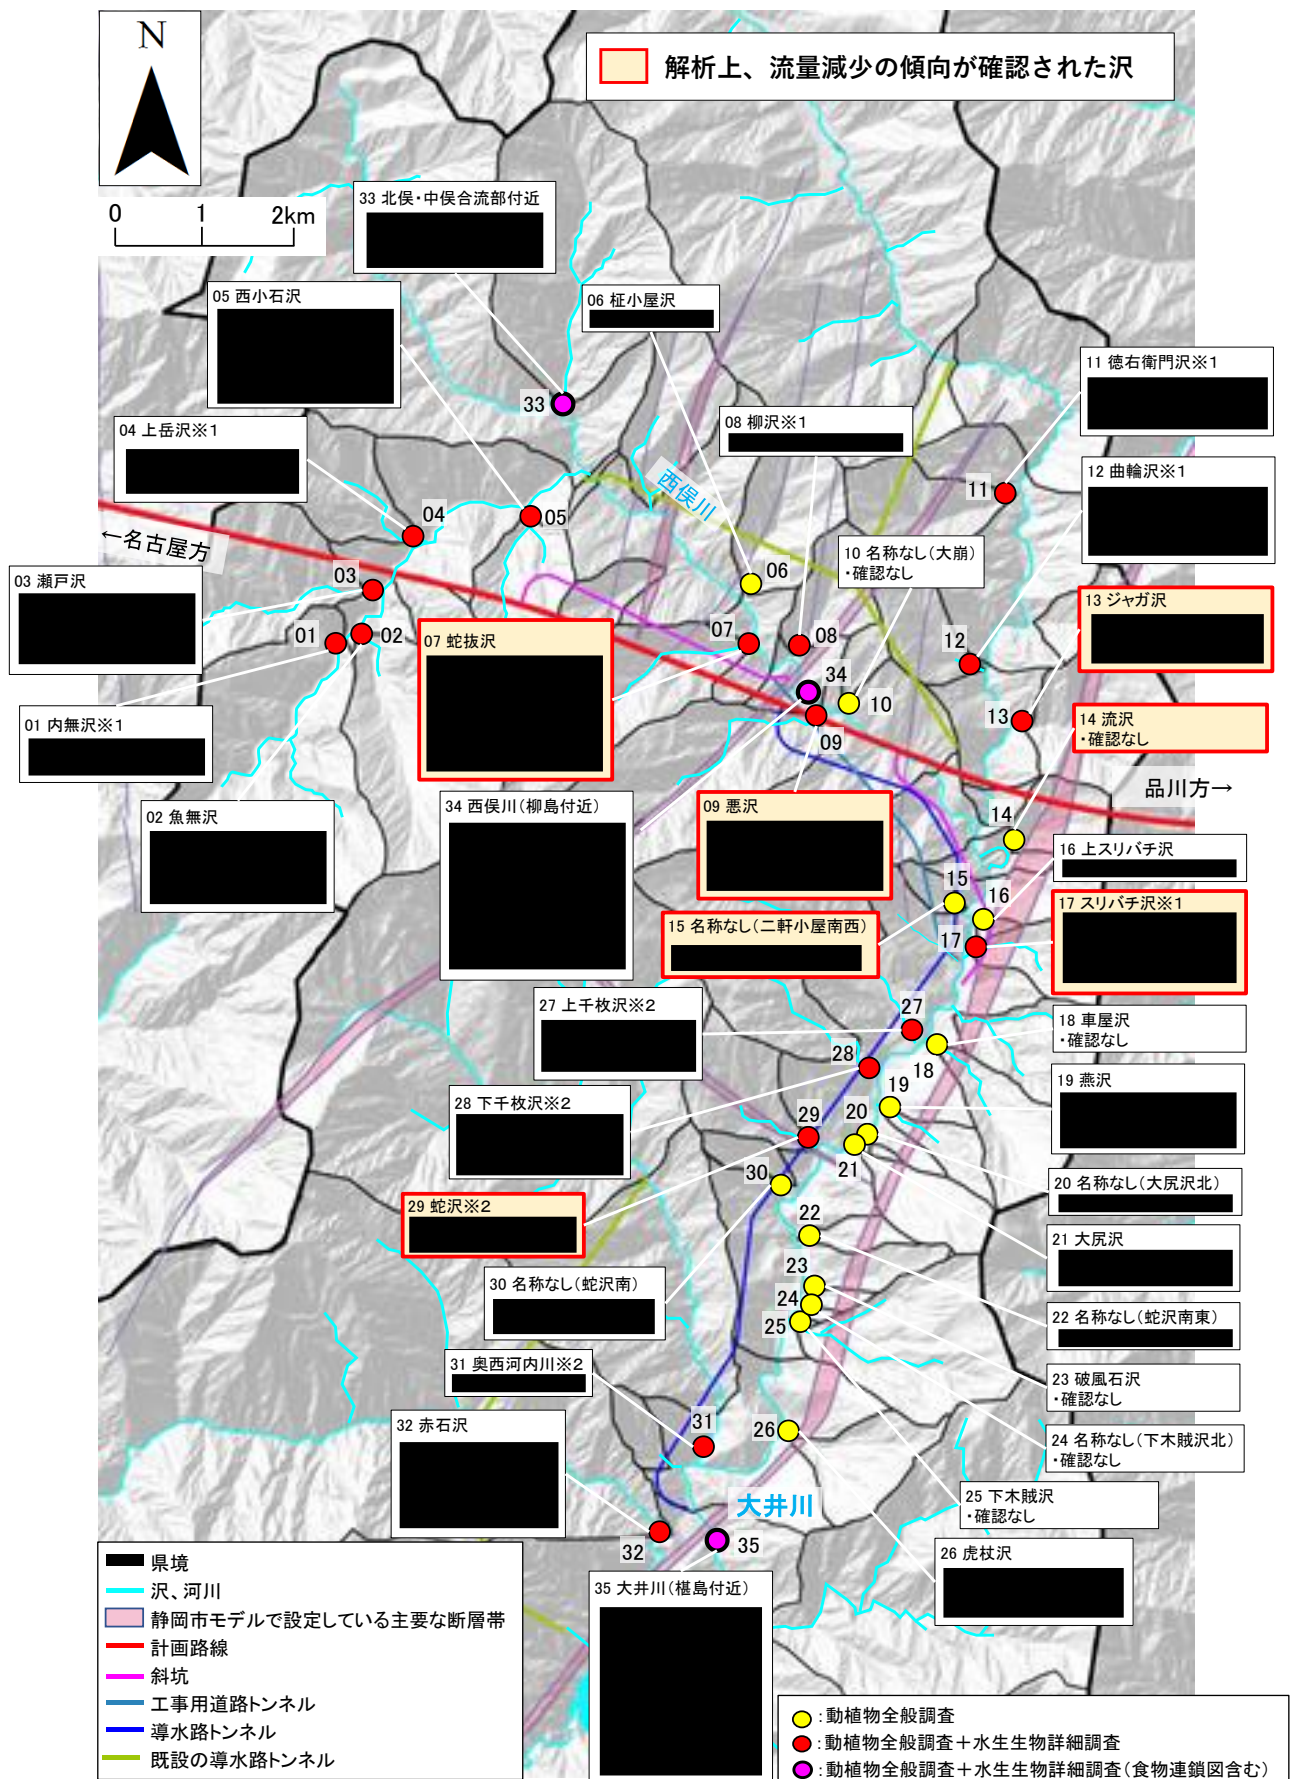 N
解析上、流量減少の傾向が確認された沢
0 1 2km
33 北俣・中俣合流部付近
05 西小石沢
06 柾小屋沢
04 上岳沢※1
08 柳沢※1
11 徳右衛門沢※1
12 曲輪沢※1
33
西俣川
11
04
05
←名古屋方
10 名称なし(大崩)
・確認なし
03 瀬戸沢
03
06
13 ジャガ沢
01
02
07 蛇抜沢
07
08
12
34
10
13
14 流沢
・確認なし
01 内無沢※1
09
品川方→
02 魚無沢
34 西俣川(柳島付近)
09 悪沢
14
16 上スリバチ沢
15
16
17 スリバチ沢※1
15 名称なし(二軒小屋南西)
17
27 上千枚沢※2
27
18 車屋沢
・確認なし
28
18
19 燕沢
28 下千枚沢※2
19
29
20
21
30
20 名称なし(大尻沢北)
29 蛇沢※2
22
21 大尻沢
30 名称なし(蛇沢南)
23
24
25
22 名称なし(蛇沢南東)
31 奥西河内川※2
23 破風石沢
・確認なし
32 赤石沢
31
26
24 名称なし(下木賊沢北)
・確認なし
25 下木賊沢
・確認なし
大井川
32
35
26 虎杖沢
35 大井川(椹島付近)
県境
沢、河川
静岡市モデルで設定している主要な断層帯
計画路線
斜坑
工事用道路トンネル
導水路トンネル
既設の導水路トンネル
:動植物全般調査
:動植物全般調査+水生生物詳細調査
:動植物全般調査+水生生物詳細調査(食物連鎖図含む)